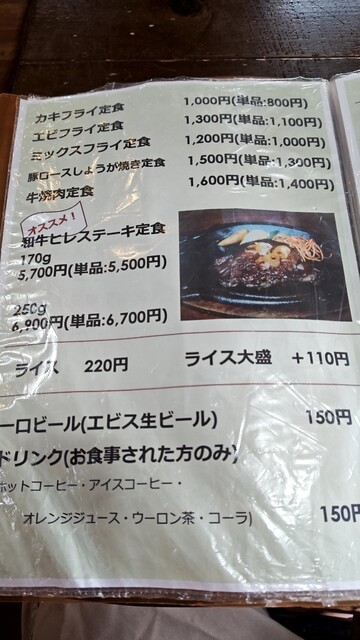 カキフライ定食 1,000円(単品:800円)
エビフライ定食 1,300円(単品:1,100円)
ミックスフライ定食 1,200円(単品:1,000円)
豚ロースしょうが焼き定食 1,500円(単品:1,300円)
牛焼肉定食 1,600円(単品:1,400円)
オススメ!
和牛ヒレステーキ定食
170g
5,700円(単品:5,500円)
250g
6,900円(単品:6,700円)
ライス 220円 ライス大盛 +110円
ーロビール(エビス生ビール) 150円
ドリンク(お食事された方のみ)
ホットコーヒー・アイスコーヒー・
オレンジジュース・ウーロン茶・コーラ) 150円